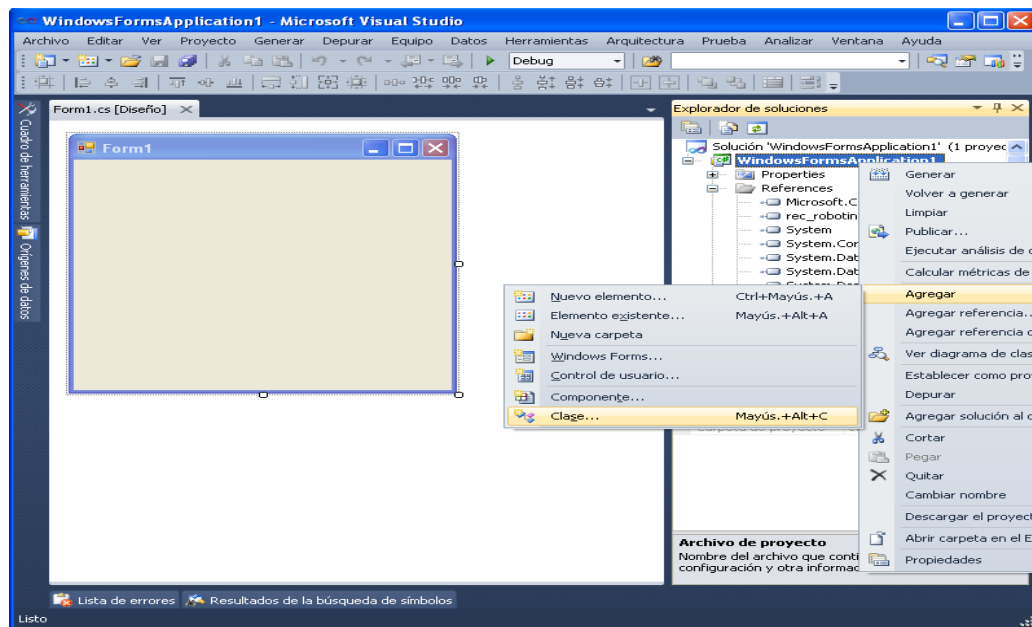 WindowsFormsApplication1 - Microsoft Visual Studio
Archivo Editar Ver Proyecto Generar Depurar Equipo Datos Herramientas Arquitectura Prueba Analizar Ventana Ayuda
Debug
Form1.cs [Diseño]
Explorador de soluciones
Cuadro de herramientas
Orígenes de datos
Form1
Solución 'WindowsFormsApplication1' (1 proyec
WindowsFormsApplication1
Properties
References
Microsoft.C
rec_robotin
System
System.Cor
System.Dat
System.Dat
Generar
Volver a generar
Limpiar
Publicar...
Ejecutar análisis de c
Calcular métricas de
Agregar
Agregar referencia..
Agregar referencia c
Ver diagrama de clas
Establecer como pro
Depurar
Agregar solución al c
Cortar
Pegar
Quitar
Cambiar nombre
Descargar el proyect
Abrir carpeta en el E
Propiedades
Nuevo elemento... Ctrl+Mayús.+A
Elemento existente... Mayús.+Alt+A
Nueva carpeta
Windows Forms...
Control de usuario...
Componente...
Clase... Mayús.+Alt+C
Archivo de proyecto
Nombre del archivo que conti
configuración y otra informac
Lista de errores Resultados de la búsqueda de símbolos
Listo